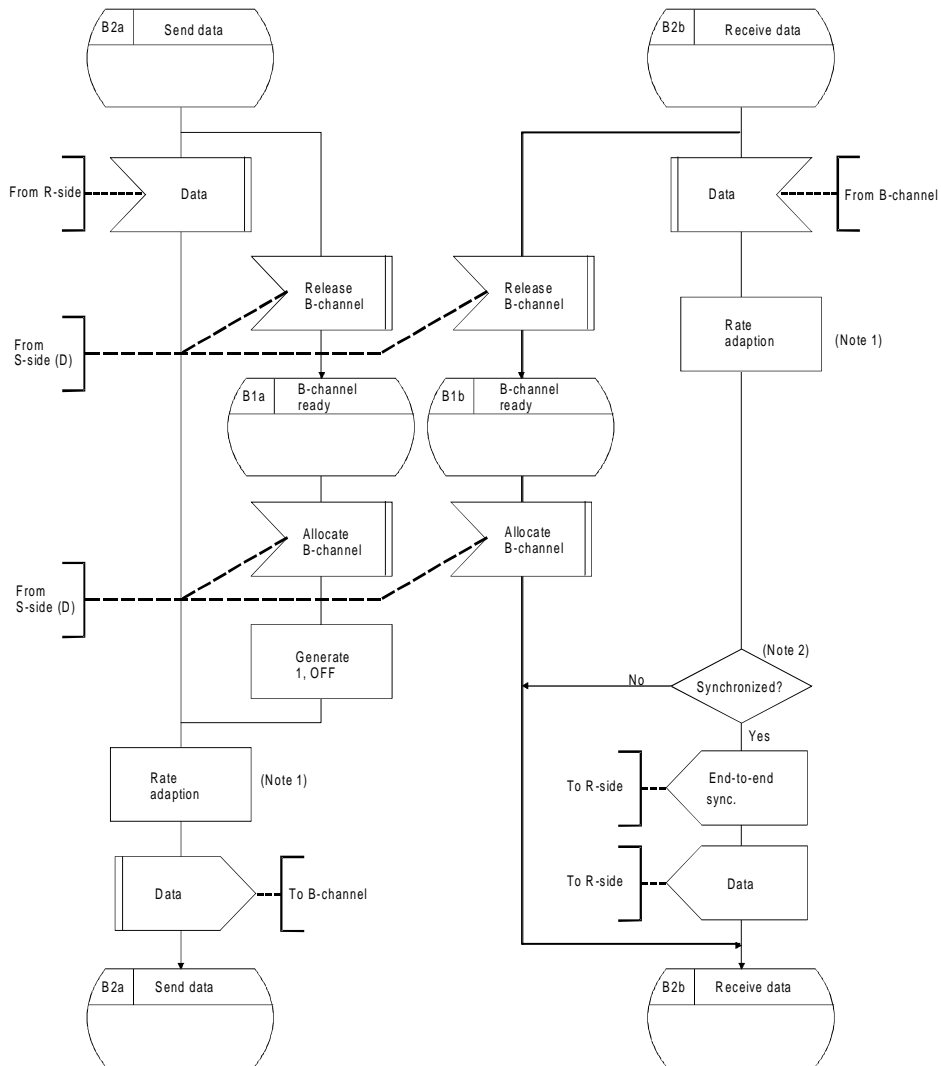 B2a
Send data
B2b
Receive data
From R-side
Data
Data
From B-channel
Release
B-channel
Release
B-channel
Rate
adaption
(Note 1)
From
S-side (D)
B1a
B-channel
ready
B1b
B-channel
ready
Allocate
B-channel
Allocate
B-channel
From
S-side (D)
Generate
1, OFF
(Note 2)
Synchronized?
No
Yes
Rate
adaption
(Note 1)
To R-side
End-to-end
sync.
Data
To B-channel
To R-side
Data
B2a
Send data
B2b
Receive data